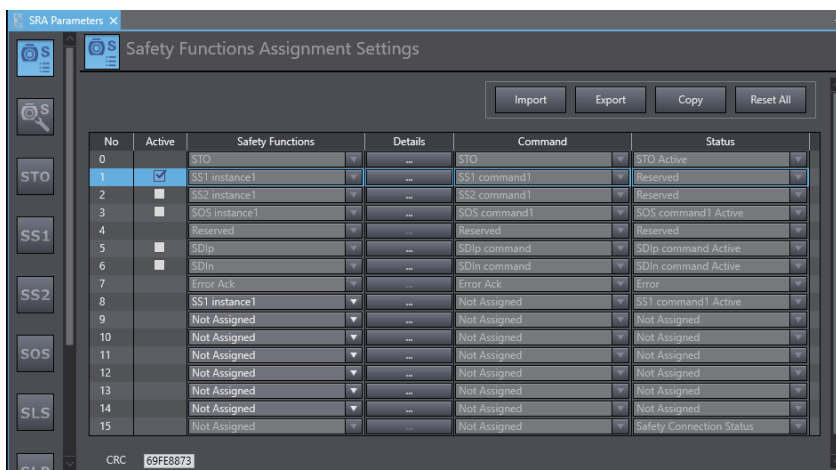 SRA Parameters ×
S Safety Functions Assignment Settings
Import Export Copy Reset All
No Active Safety Functions Details Command Status
0 STO ... STO STO Active
1 SS1 instance1 ... SS1 command1 Reserved
2 SS2 instance1 ... SS2 command1 Reserved
3 SOS instance1 ... SOS command1 SOS command1 Active
4 Reserved ... Reserved Reserved
5 SDIp ... SDIp command SDIp command Active
6 SDIn ... SDIn command SDIn command Active
7 Error Ack ... Error Ack Error
8 SS1 instance1 ... Not Assigned SS1 command1 Active
9 Not Assigned ... Not Assigned Not Assigned
10 Not Assigned ... Not Assigned Not Assigned
11 Not Assigned ... Not Assigned Not Assigned
12 Not Assigned ... Not Assigned Not Assigned
13 Not Assigned ... Not Assigned Not Assigned
14 Not Assigned ... Not Assigned Not Assigned
15 Not Assigned ... Not Assigned Safety Connection Status
CRC 69FE8873
S
S
STO
SS1
SS2
SOS
SLS